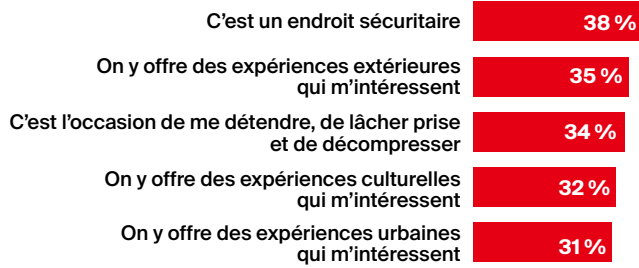 C'est un endroit sécuritaire
38 %
On y offre des expériences extérieures
qui m'intéressent
35 %
C'est l'occasion de me détendre, de lâcher prise
et de décompresser
34 %
On y offre des expériences culturelles
qui m'intéressent
32 %
On y offre des expériences urbaines
qui m'intéressent
31 %